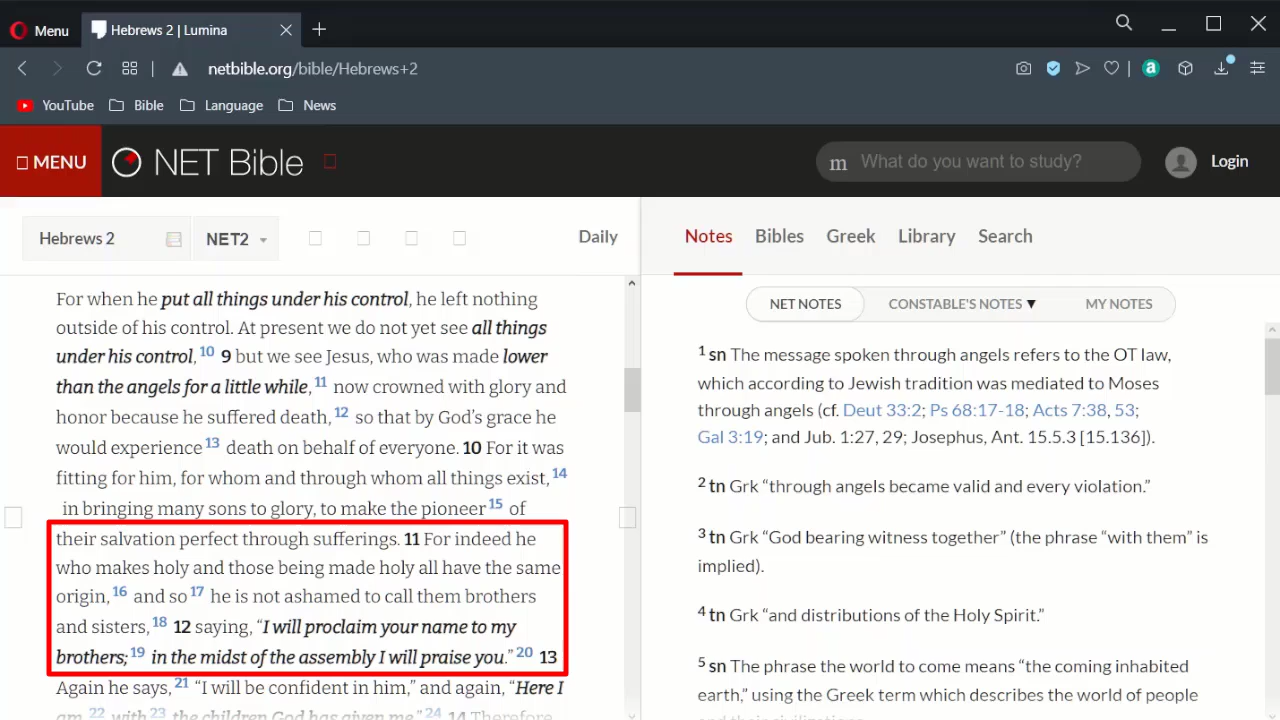 Menu
Hebrews 2 | Lumina
netbible.org/bible/Hebrews+2
a
YouTube Bible Language News
MENU NET Bible
m What do you want to study?
Login
Hebrews 2 NET2 Daily
For when he put all things under his control, he left nothing
outside of his control. At present we do not yet see all things
under his control, 10 9 but we see Jesus, who was made lower
than the angels for a little while, 11 now crowned with glory and
honor because he suffered death, 12 so that by God’s grace he
would experience 13 death on behalf of everyone. 10 For it was
fitting for him, for whom and through whom all things exist, 14
in bringing many sons to glory, to make the pioneer 15 of
their salvation perfect through sufferings. 11 For indeed he
who makes holy and those being made holy all have the same
origin, 16 and so 17 he is not ashamed to call them brothers
and sisters, 18 12 saying, “I will proclaim your name to my
brothers; 19 in the midst of the assembly I will praise you.” 20 13
Again he says, 21 “I will be confident in him,” and again, “Here I
am, 22 with 23 the children God has given me.” 24 14 Therefore
Notes Bibles Greek Library Search
NET NOTES CONSTABLE'S NOTES ▼ MY NOTES
1 sn The message spoken through angels refers to the OT law,
which according to Jewish tradition was mediated to Moses
through angels (cf. Deut 33:2; Ps 68:17-18; Acts 7:38, 53;
Gal 3:19; and Jub. 1:27, 29; Josephus, Ant. 15.5.3 [15.136]).
2 tn Grk “through angels became valid and every violation.”
3 tn Grk “God bearing witness together” (the phrase “with them” is
implied).
4 tn Grk “and distributions of the Holy Spirit.”
5 sn The phrase the world to come means “the coming inhabited
earth,” using the Greek term which describes the world of people
and their civilizations.